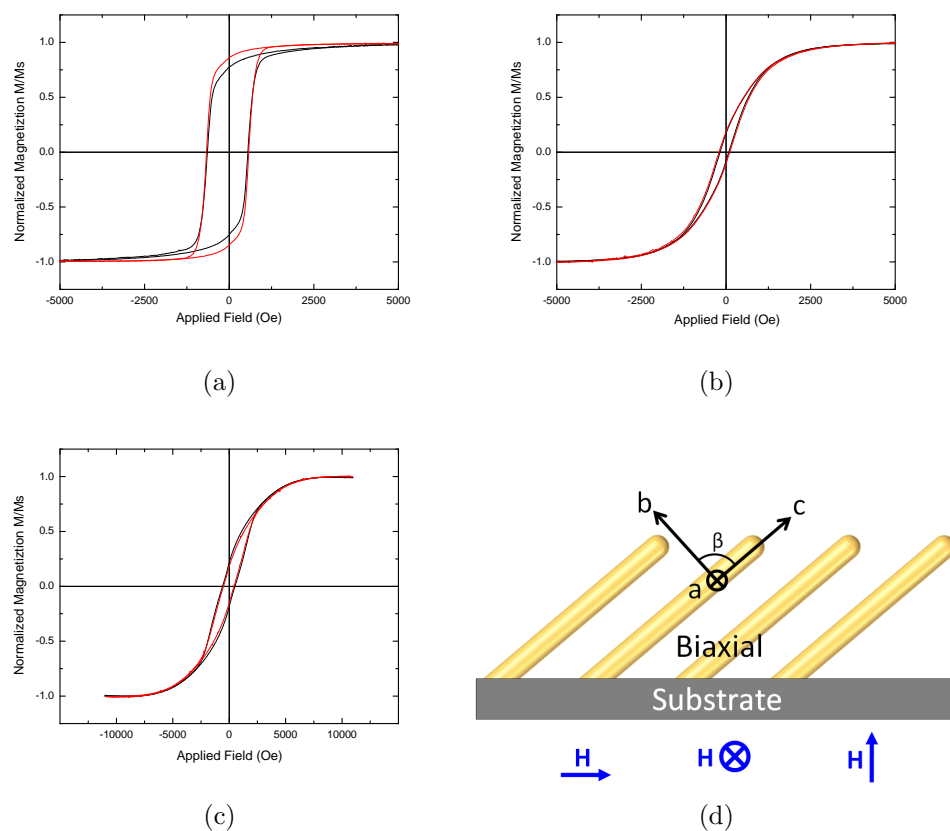 1.0
0.5
0.0
-0.5
-1.0
Normalized Magnetiztion M/Ms
-5000 -2500 0 2500 5000
Applied Field (Oe)
(a)
1.0
0.5
0.0
-0.5
-1.0
Normalized Magnetiztion M/Ms
-5000 -2500 0 2500 5000
Applied Field (Oe)
(b)
1.0
0.5
0.0
-0.5
-1.0
Normalized Magnetiztion M/Ms
-10000 -5000 0 5000 10000
Applied Field (Oe)
(c)
b c
β
a
Biaxial
Substrate
H H H
(d)